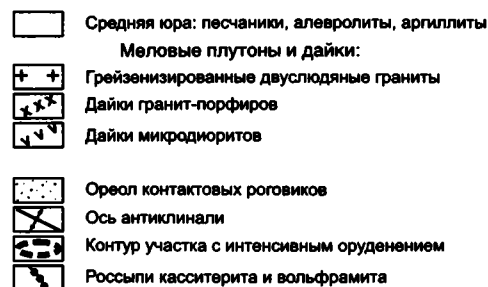 Средняя юра: песчаники, алевролиты, аргиллиты
Меловые плутоны и дайки:
Грейзенизированные двуслюдяные граниты
Дайки гранит-порфиров
Дайки микродиоритов
Ореол контактовых роговиков
Ось антиклинали
Контур участка с интенсивным оруденением
Россыпи касситерита и вольфрамита